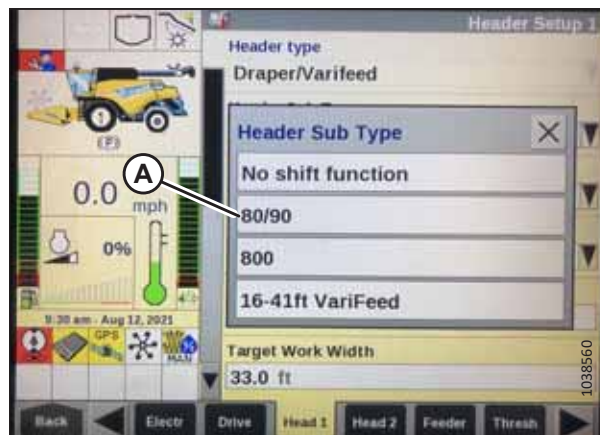 Header Setup 1
Header type
Draper/Varifeed
Header Sub Type
No shift function
80/90
800
16-41ft VariFeed
A
(P)
0.0 mph
0%
9:30 am - Aug 12, 2021
GPS
MAN
Target Work Width
33.0 ft
Back
Electr
Drive
Head 1
Head 2
Feeder
Thresh
1038560